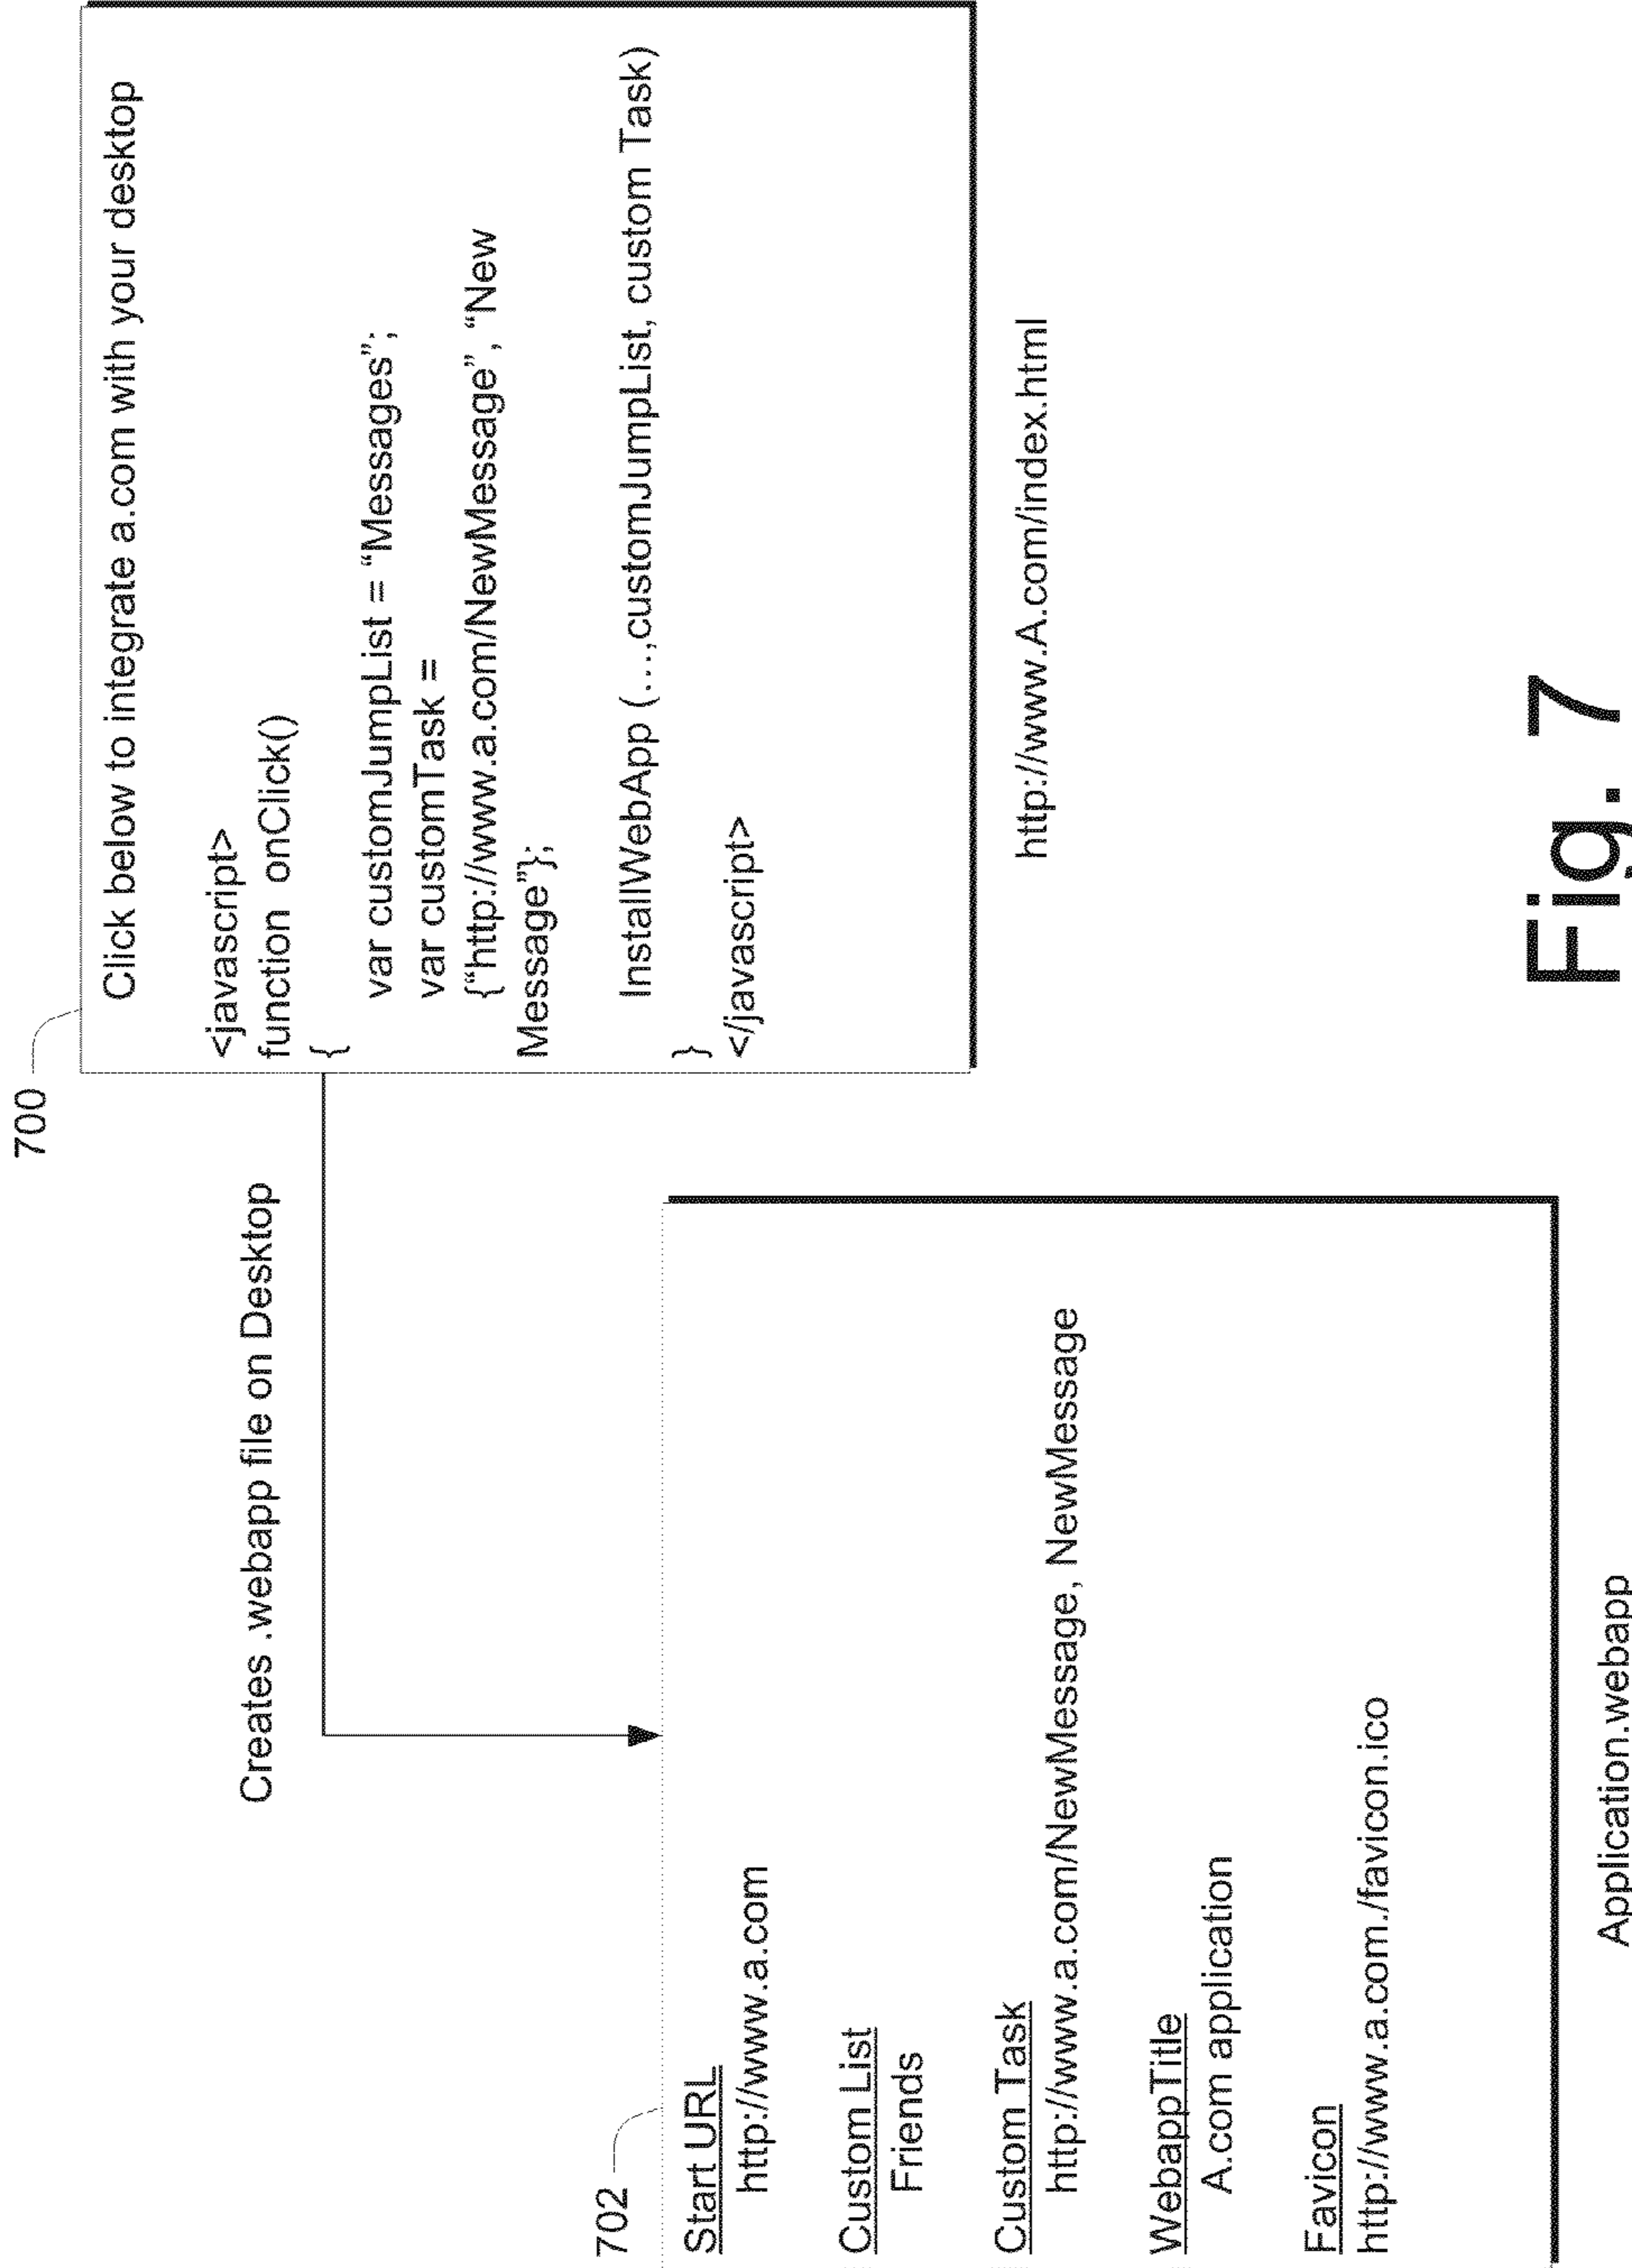 700
Click below to integrate a.com with your desktop
<javascript>
function onClick()
{
var customJumpList = “Messages”;
var customTask =
{“http://www.a.com/NewMessage”, “New
Message”};
InstallWebApp (…,customJumpList, custom Task)
}
</javascript>
http://www.A.com/index.html
Creates .webapp file on Desktop
702
Start URL
http://www.a.com
Custom List
Friends
Custom Task
http://www.a.com/NewMessage, NewMessage
WebappTitle
A.com application
Favicon
http://www.a.com./favicon.ico
Application.webapp
Fig. 7